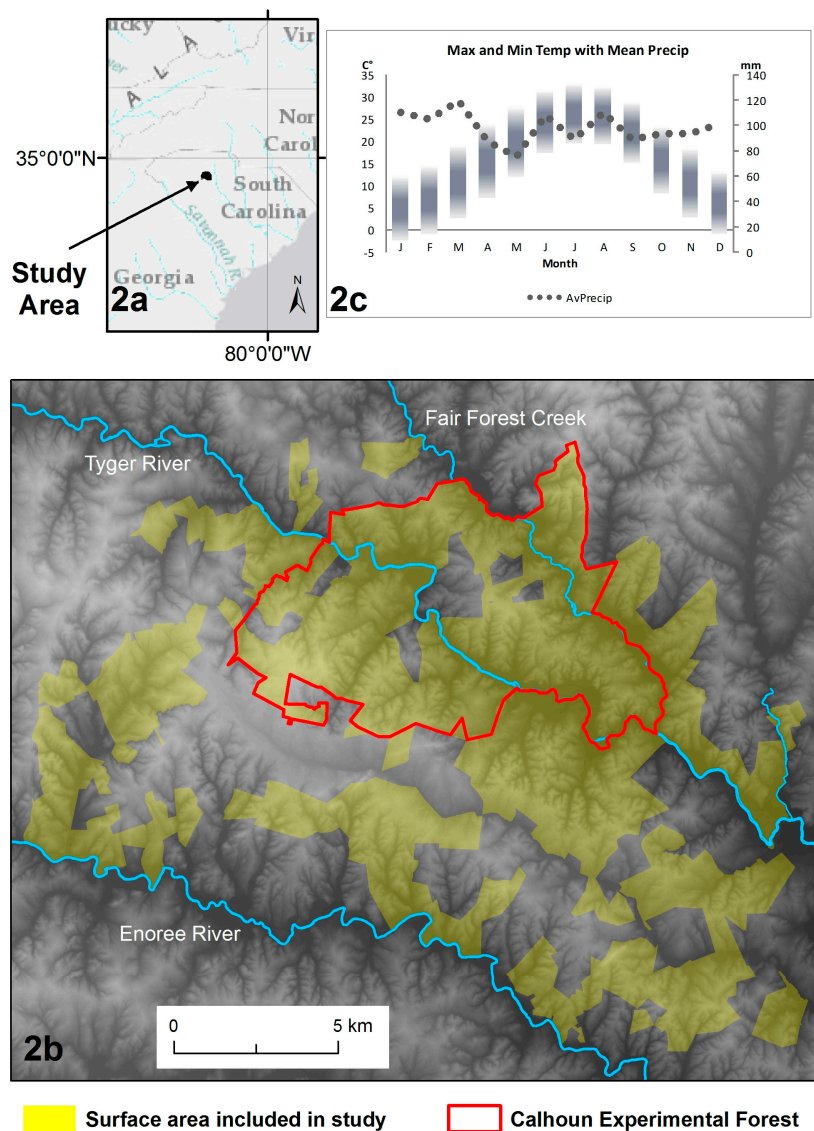 ucky
Vir
A L A
ver
Nor
Carol
35°0'0"N
South
Carolina
Savannah R.
Study
Area
Georgia
N
2a
80°0'0"W
Max and Min Temp with Mean Precip
C° mm
35 140
30 120
25 100
20 80
15 60
10 40
5 20
0 0
-5
J F M A M J J A S O N D
Month
AvPrecip
2c
Fair Forest Creek
Tyger River
Enoree River
0 5 km
2b
Surface area included in study Calhoun Experimental Forest